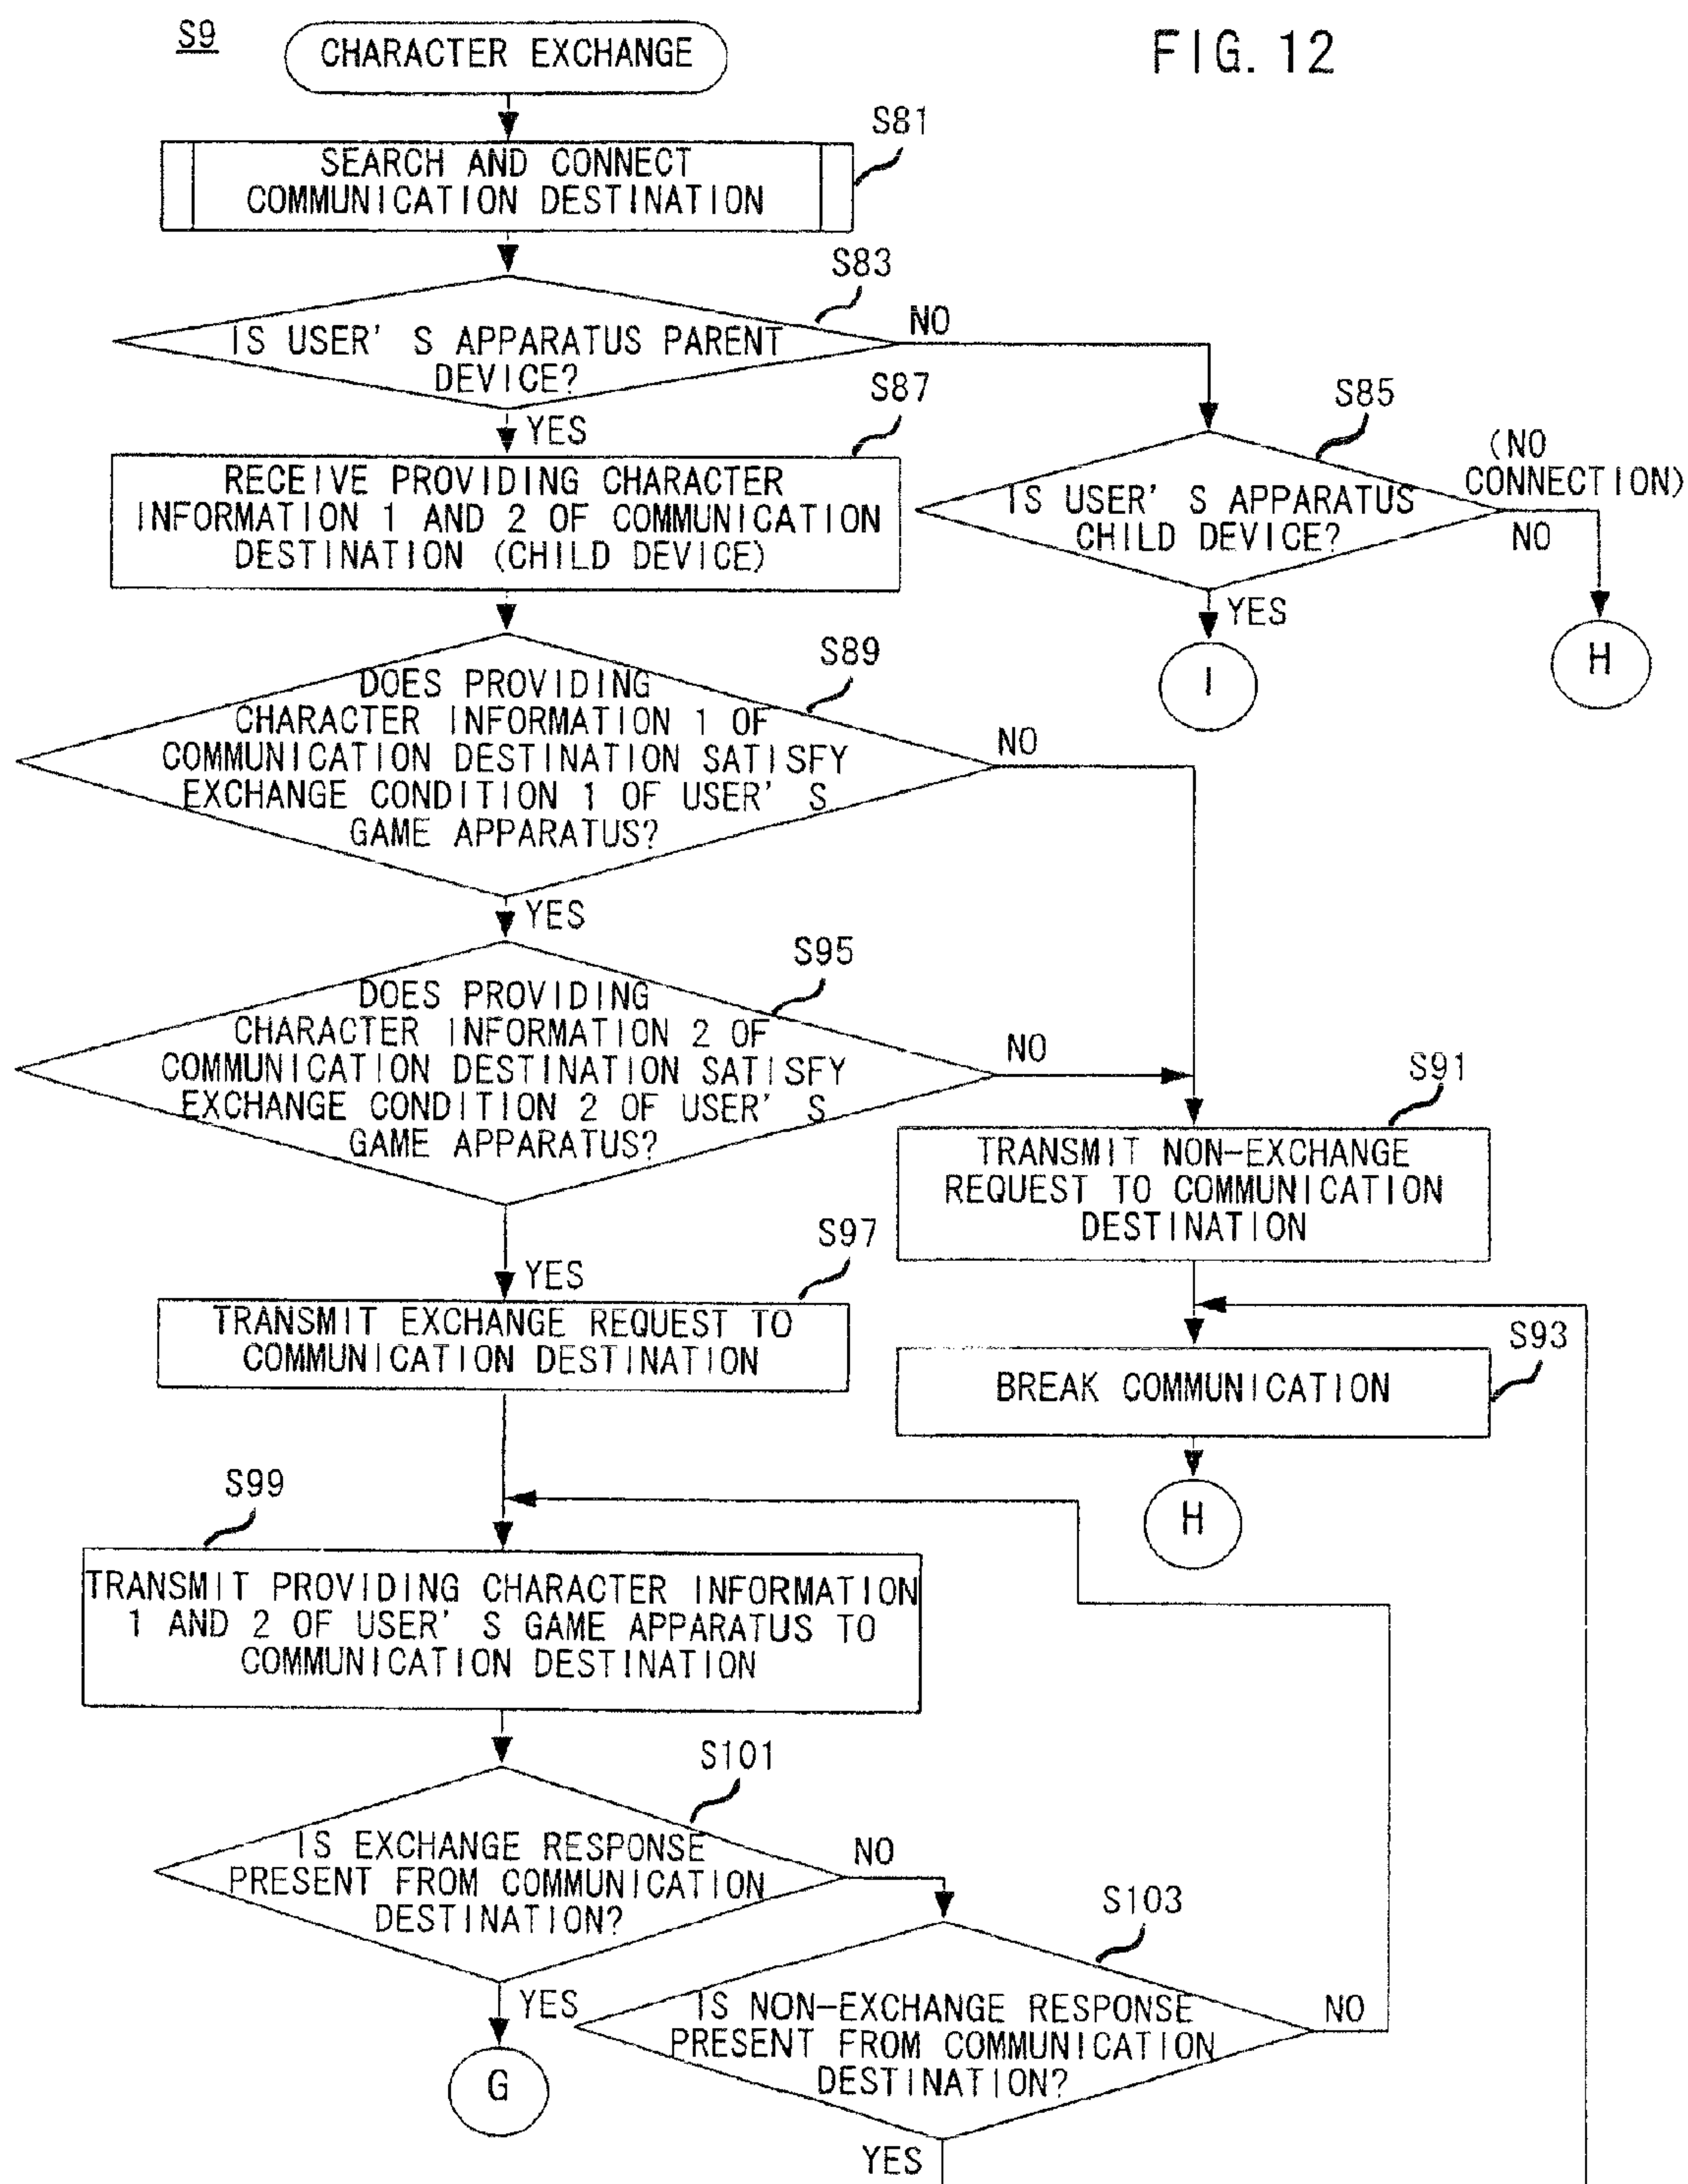 S9
CHARACTER EXCHANGE
FIG. 12
S81
SEARCH AND CONNECT
COMMUNICATION DESTINATION
S83
IS USER'S APPARATUS PARENT
DEVICE?
NO
YES
S87
RECEIVE PROVIDING CHARACTER
INFORMATION 1 AND 2 OF COMMUNICATION
DESTINATION (CHILD DEVICE)
S85
IS USER'S APPARATUS
CHILD DEVICE?
(NO
CONNECTION)
NO
YES
I
H
S89
DOES PROVIDING
CHARACTER INFORMATION 1 OF
COMMUNICATION DESTINATION SATISFY
EXCHANGE CONDITION 1 OF USER'S
GAME APPARATUS?
NO
YES
S95
DOES PROVIDING
CHARACTER INFORMATION 2 OF
COMMUNICATION DESTINATION SATISFY
EXCHANGE CONDITION 2 OF USER'S
GAME APPARATUS?
NO
YES
S91
TRANSMIT NON-EXCHANGE
REQUEST TO COMMUNICATION
DESTINATION
S97
TRANSMIT EXCHANGE REQUEST TO
COMMUNICATION DESTINATION
S93
BREAK COMMUNICATION
H
S99
TRANSMIT PROVIDING CHARACTER INFORMATION
1 AND 2 OF USER'S GAME APPARATUS TO
COMMUNICATION DESTINATION
S101
IS EXCHANGE RESPONSE
PRESENT FROM COMMUNICATION
DESTINATION?
NO
YES
G
S103
IS NON-EXCHANGE RESPONSE
PRESENT FROM COMMUNICATION
DESTINATION?
NO
YES